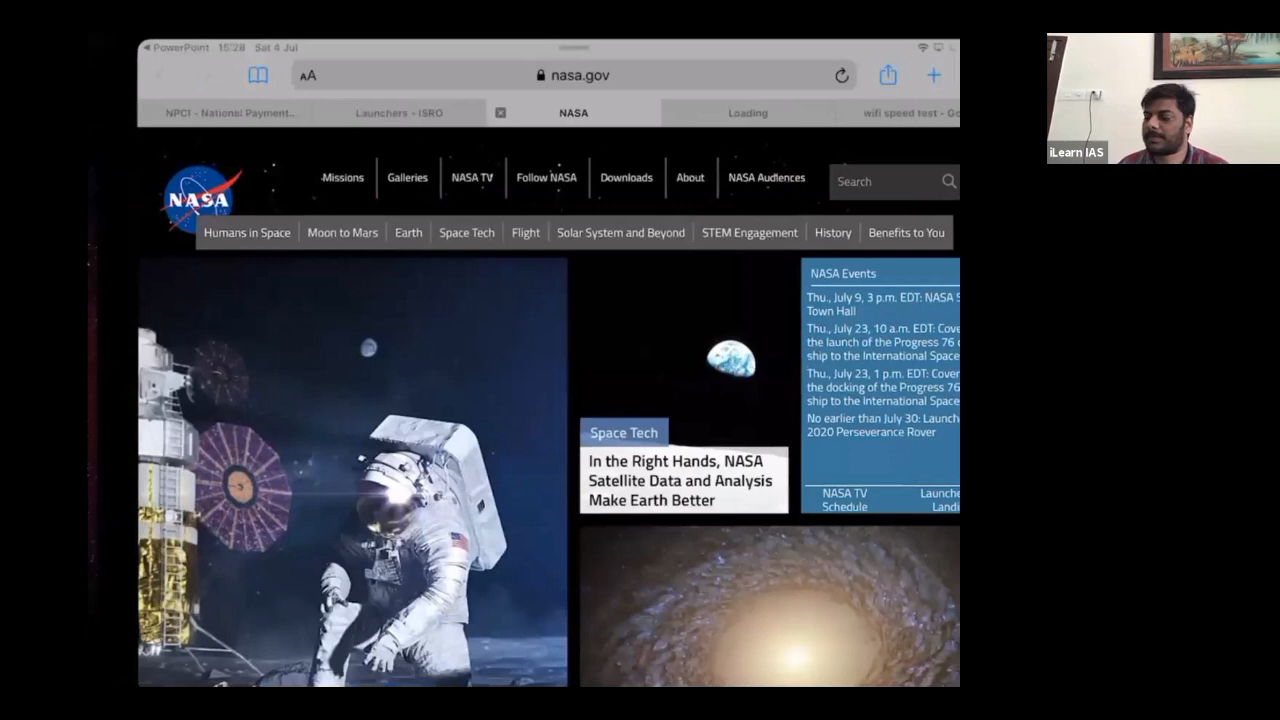 PowerPoint 15:28 Sat 4 Jul
AA
nasa.gov
NPCI - National Payment...
Launchers - ISRO
NASA
Loading
wifi speed test - Go
iLearn IAS
NASA
Missions
Galleries
NASA TV
Follow NASA
Downloads
About
NASA Audiences
Search
Humans in Space
Moon to Mars
Earth
Space Tech
Flight
Solar System and Beyond
STEM Engagement
History
Benefits to You
Space Tech
In the Right Hands, NASA
Satellite Data and Analysis
Make Earth Better
NASA Events
Thu., July 9, 3 p.m. EDT: NASA S
Town Hall
Thu., July 23, 10 a.m. EDT: Cove
the launch of the Progress 76 c
ship to the International Space
Thu., July 23, 1 p.m. EDT: Cover
the docking of the Progress 76
ship to the International Space
No earlier than July 30: Launch
2020 Perseverance Rover
NASA TV
Schedule
Launche
Landi